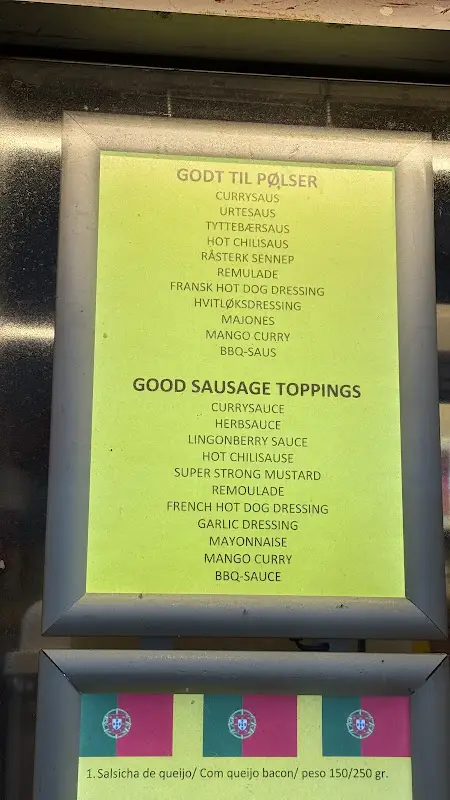 GODT TIL PØLSER
CURRYSAUS
URTESAUS
TYTTEBÆRSAUS
HOT CHILISAUS
RÅSTERK SENNEP
REMULADE
FRANSK HOT DOG DRESSING
HVITLØKSDRESSING
MAJONES
MANGO CURRY
BBQ-SAUS
GOOD SAUSAGE TOPPINGS
CURRYSAUCE
HERBSAUCE
LINGONBERRY SAUCE
HOT CHILISAUSE
SUPER STRONG MUSTARD
REMOULADE
FRENCH HOT DOG DRESSING
GARLIC DRESSING
MAYONNAISE
MANGO CURRY
BBQ-SAUCE
1. Salsicha de queijo/ Com queijo bacon/ peso 150/250 gr.